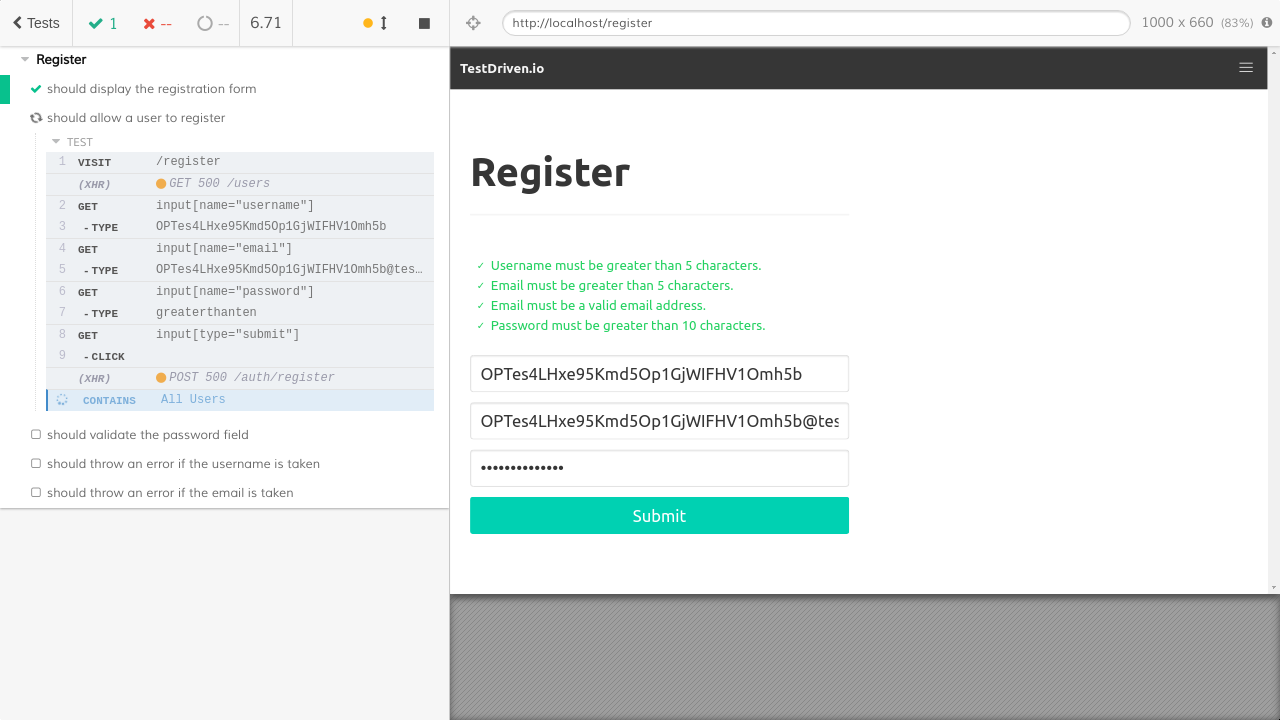 Tests 1 -- -- 6.71
Register
should display the registration form
should allow a user to register
TEST
1 VISIT /register
(XHR) GET 500 /users
2 GET input[name="username"]
3 - TYPE OPTes4LHxe95Kmd5Op1GjWIFHV1Omh5b
4 GET input[name="email"]
5 - TYPE OPTes4LHxe95Kmd5Op1GjWIFHV1Omh5b@tes…
6 GET input[name="password"]
7 - TYPE greaterthanten
8 GET input[type="submit"]
9 - CLICK
(XHR) POST 500 /auth/register
CONTAINS All Users
should validate the password field
should throw an error if the username is taken
should throw an error if the email is taken
http://localhost/register 1000 x 660 (83%)
TestDriven.io
Register
✓ Username must be greater than 5 characters.
✓ Email must be greater than 5 characters.
✓ Email must be a valid email address.
✓ Password must be greater than 10 characters.
OPTes4LHxe95Kmd5Op1GjWIFHV1Omh5b
OPTes4LHxe95Kmd5Op1GjWIFHV1Omh5b@tes
••••••••••••••
Submit